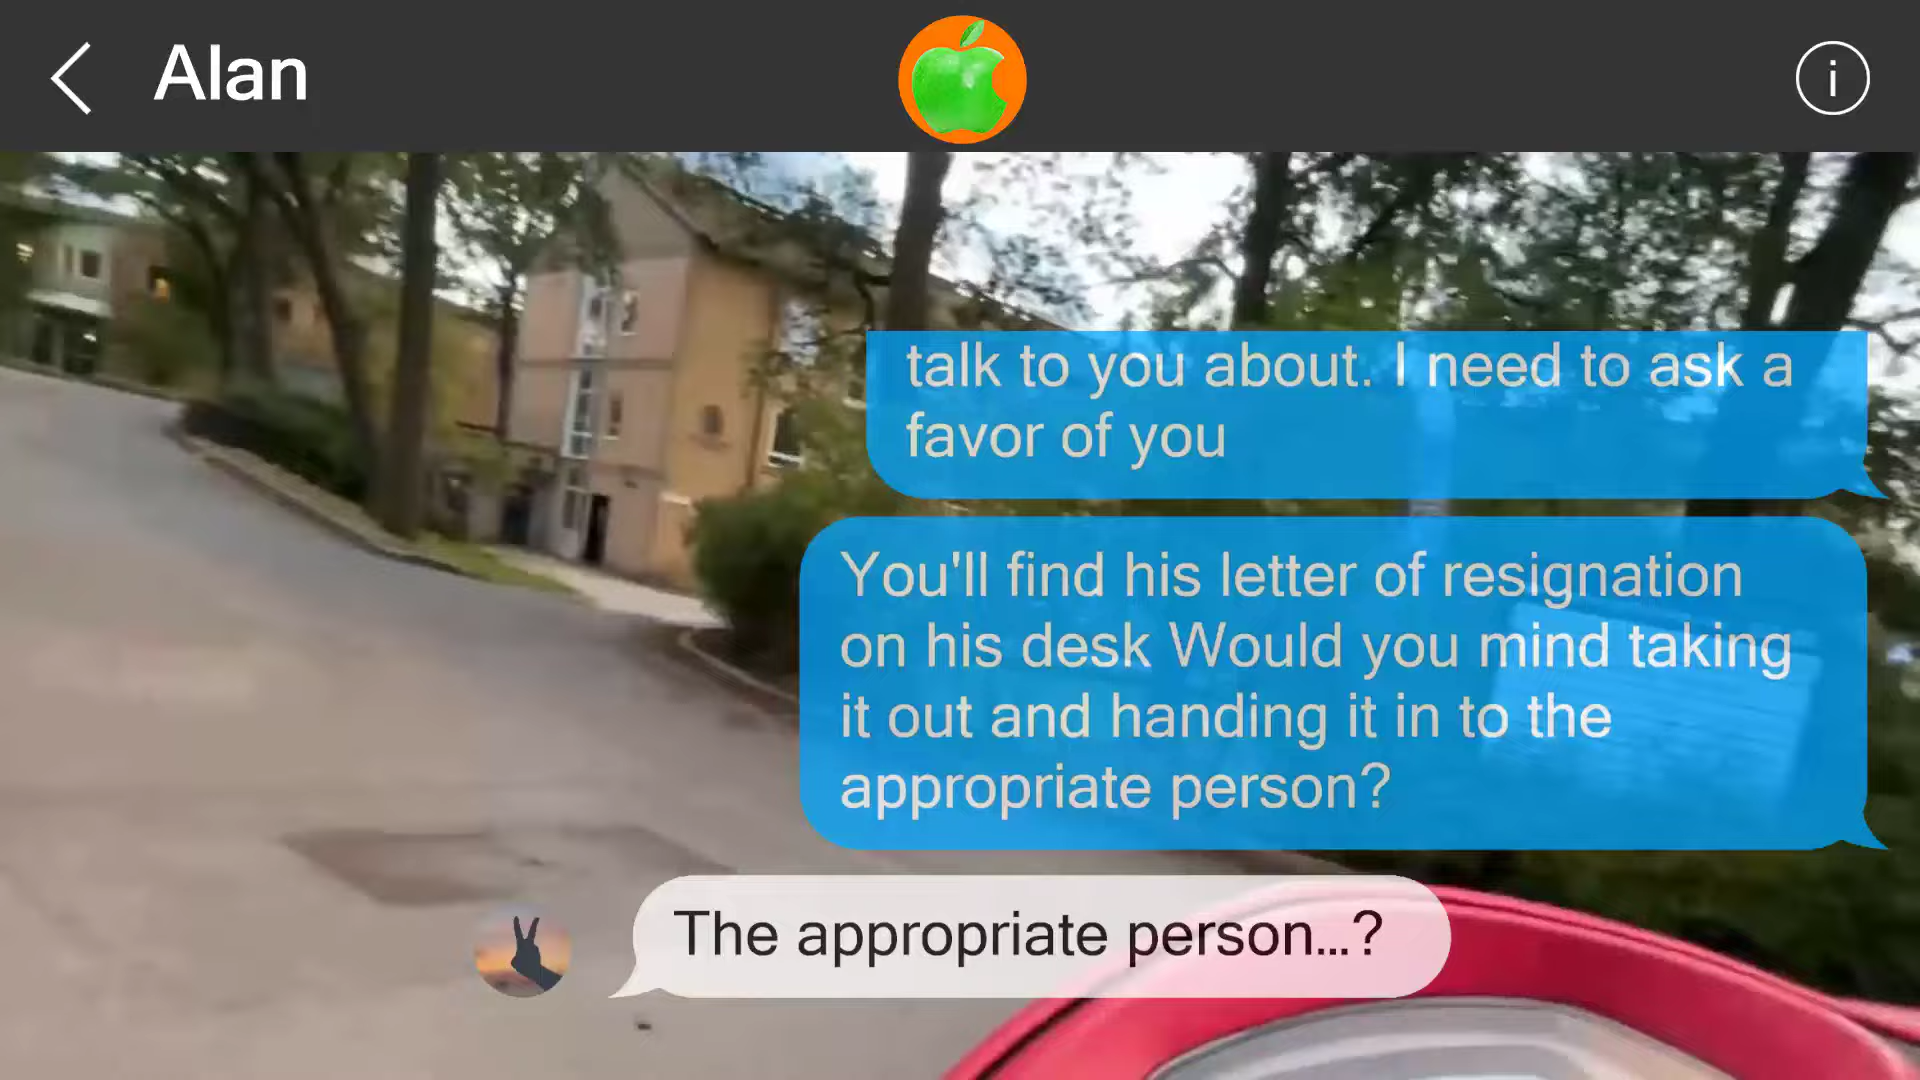 Alan
i
talk to you about. I need to ask a
favor of you
You'll find his letter of resignation
on his desk Would you mind taking
it out and handing it in to the
appropriate person?
The appropriate person...?